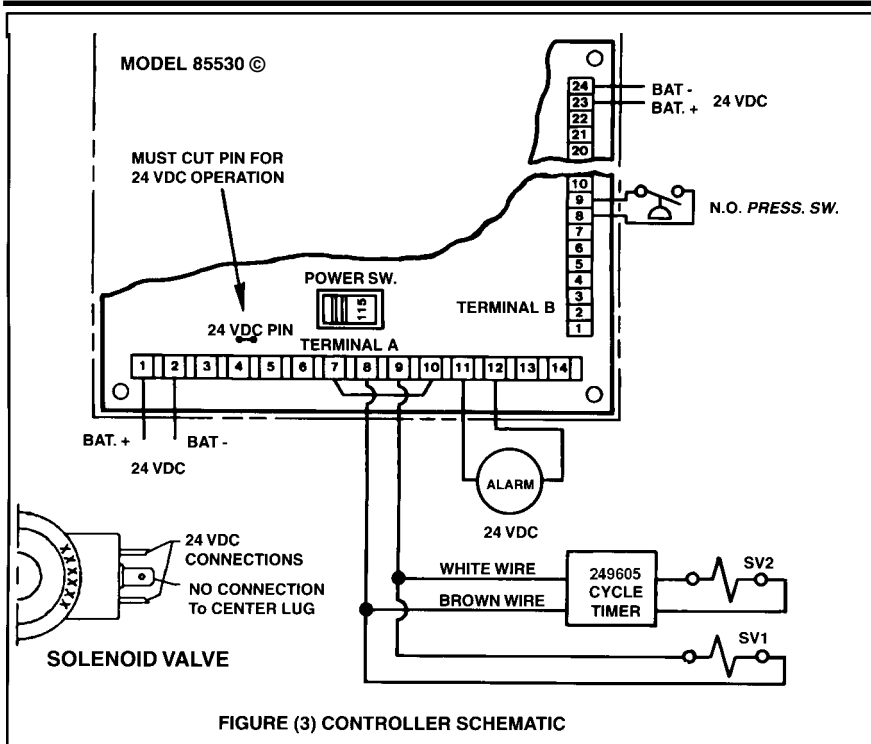 MODEL 85530 ©
MUST CUT PIN FOR
24 VDC OPERATION
24
23
22
21
20
BAT -
BAT. +
24 VDC
10
9
8
7
6
5
4
3
2
1
N.O. PRESS. SW.
POWER SW.
115
TERMINAL B
24 VDC PIN
TERMINAL A
1 2 3 4 5 6 7 8 9 10 11 12 13 14
BAT. +
BAT -
24 VDC
ALARM
24 VDC
24 VDC
CONNECTIONS
NO CONNECTION
To CENTER LUG
XXXXXX
SOLENOID VALVE
WHITE WIRE
BROWN WIRE
249605
CYCLE
TIMER
SV2
SV1
FIGURE (3) CONTROLLER SCHEMATIC